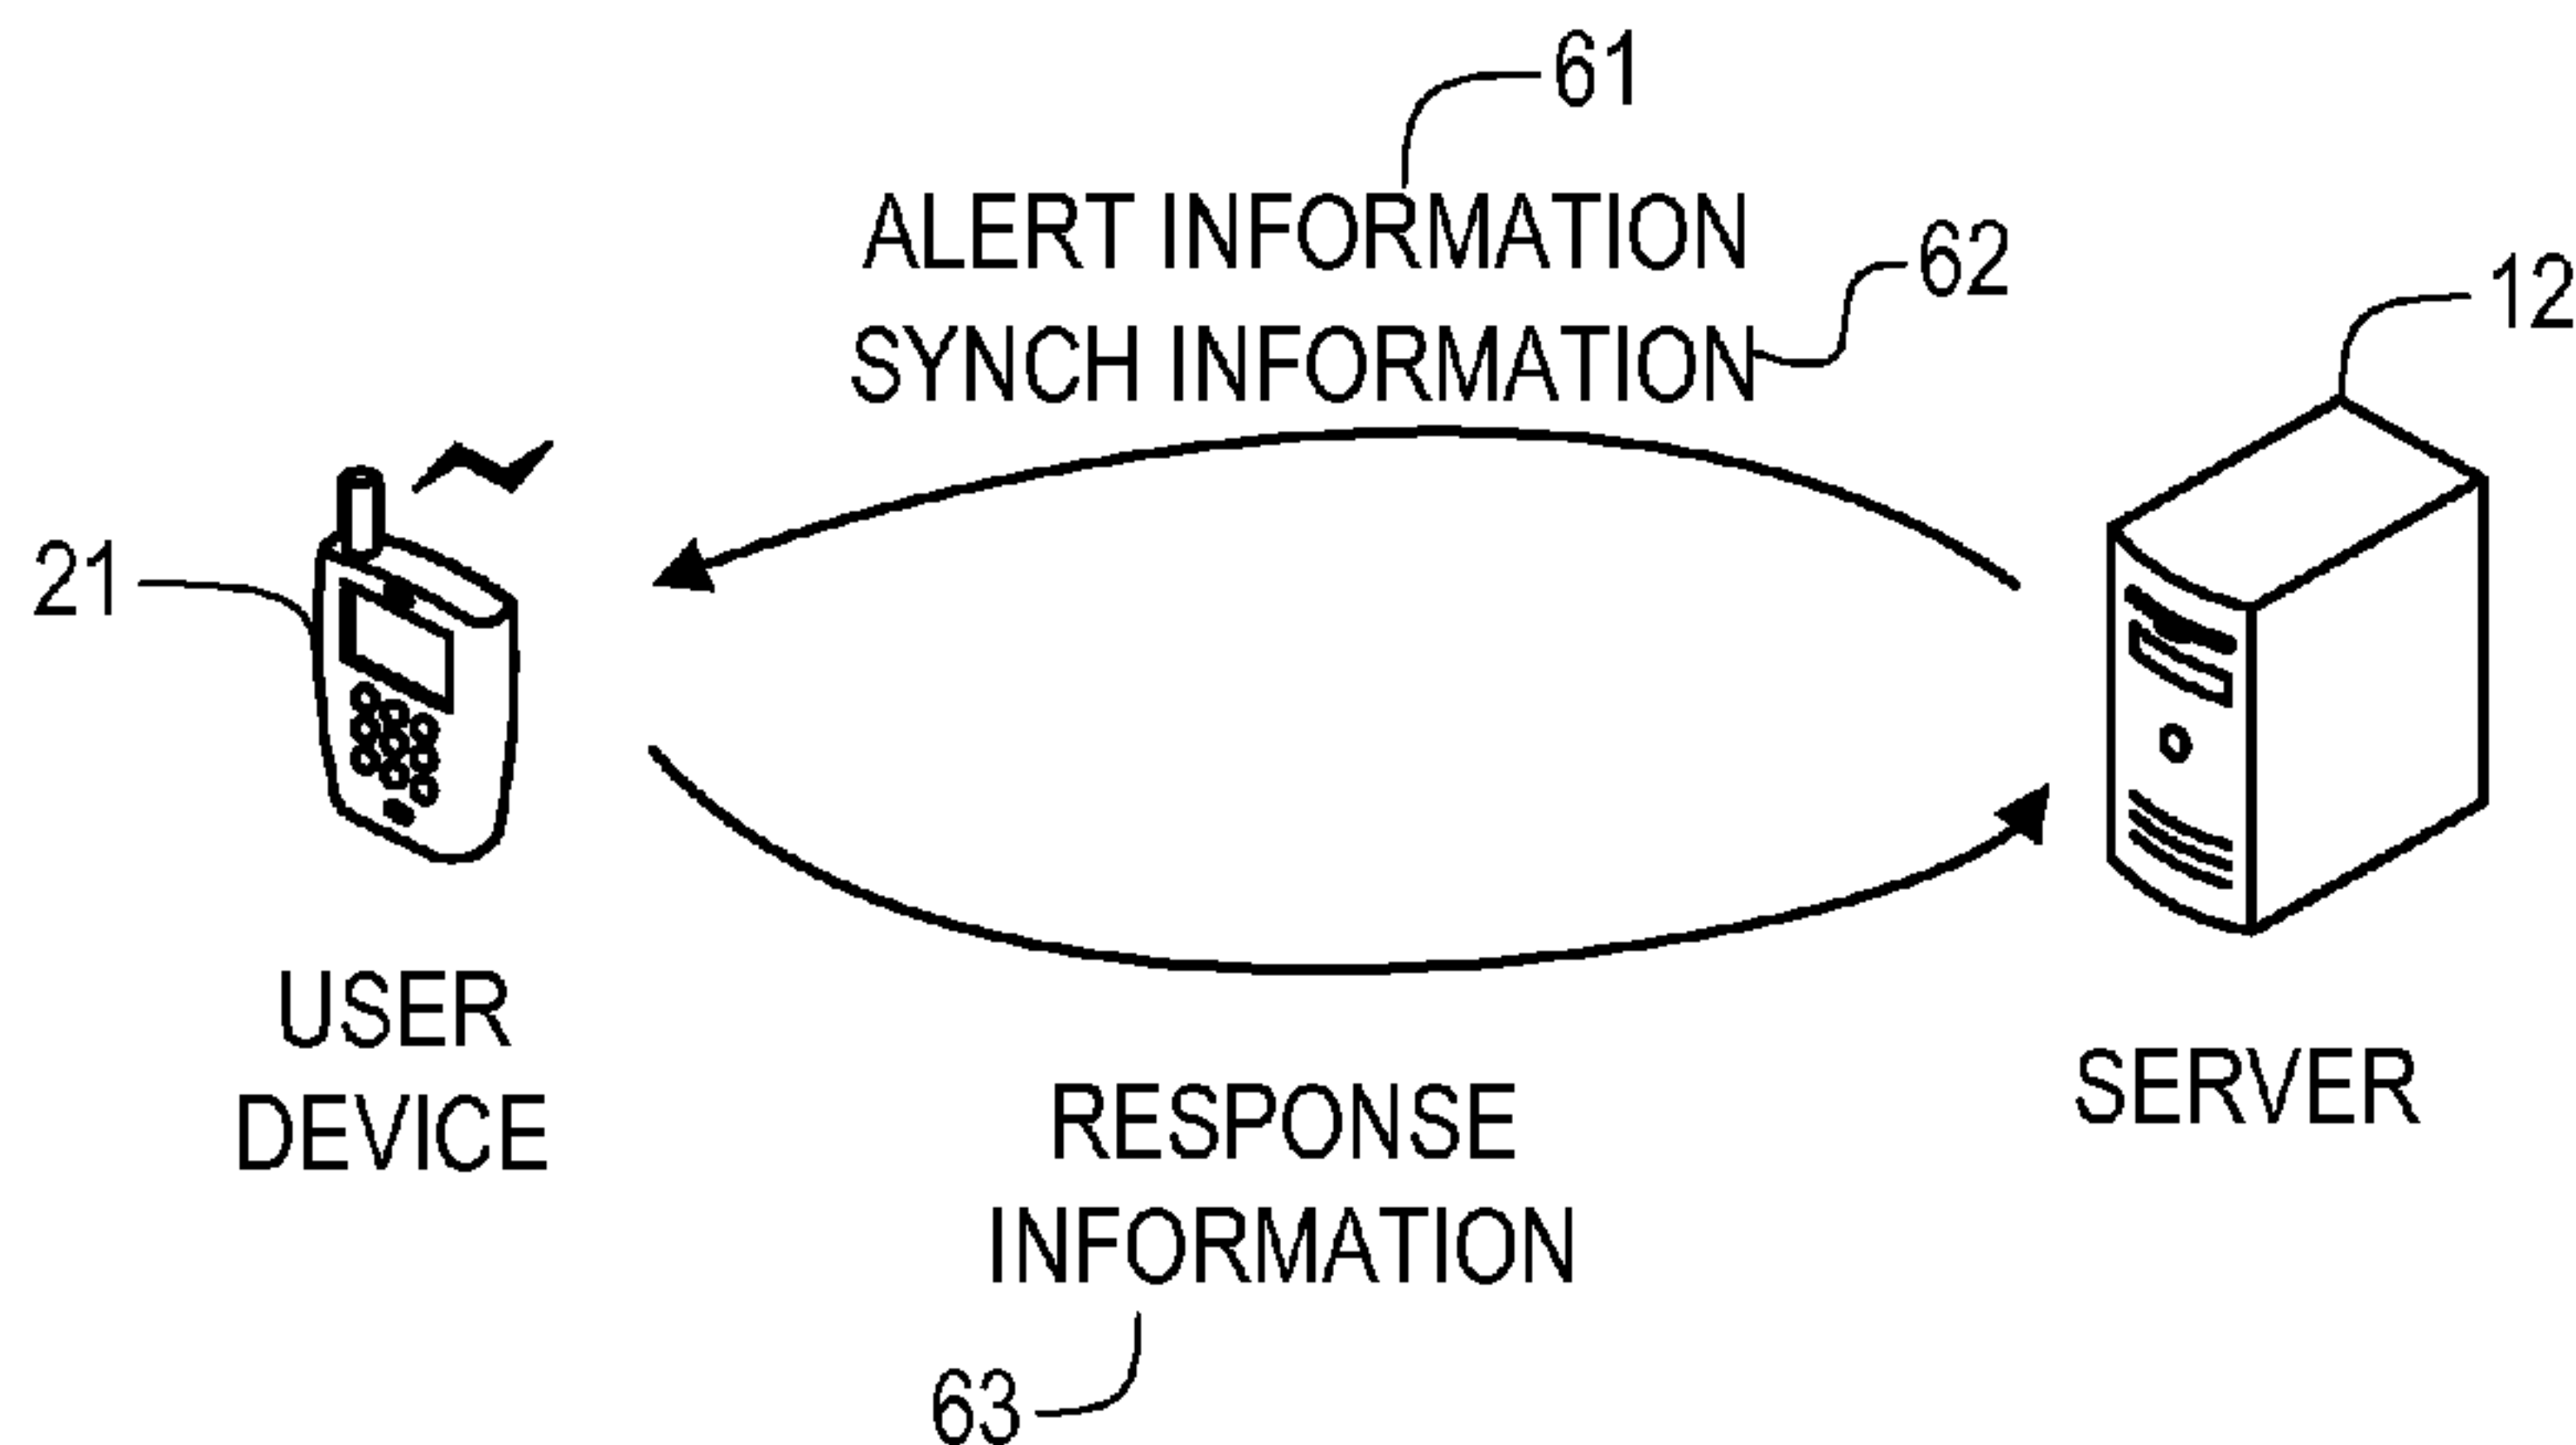 61
ALERT INFORMATION
62
SYNCH INFORMATION
12
21
USER
DEVICE
SERVER
RESPONSE
INFORMATION
63